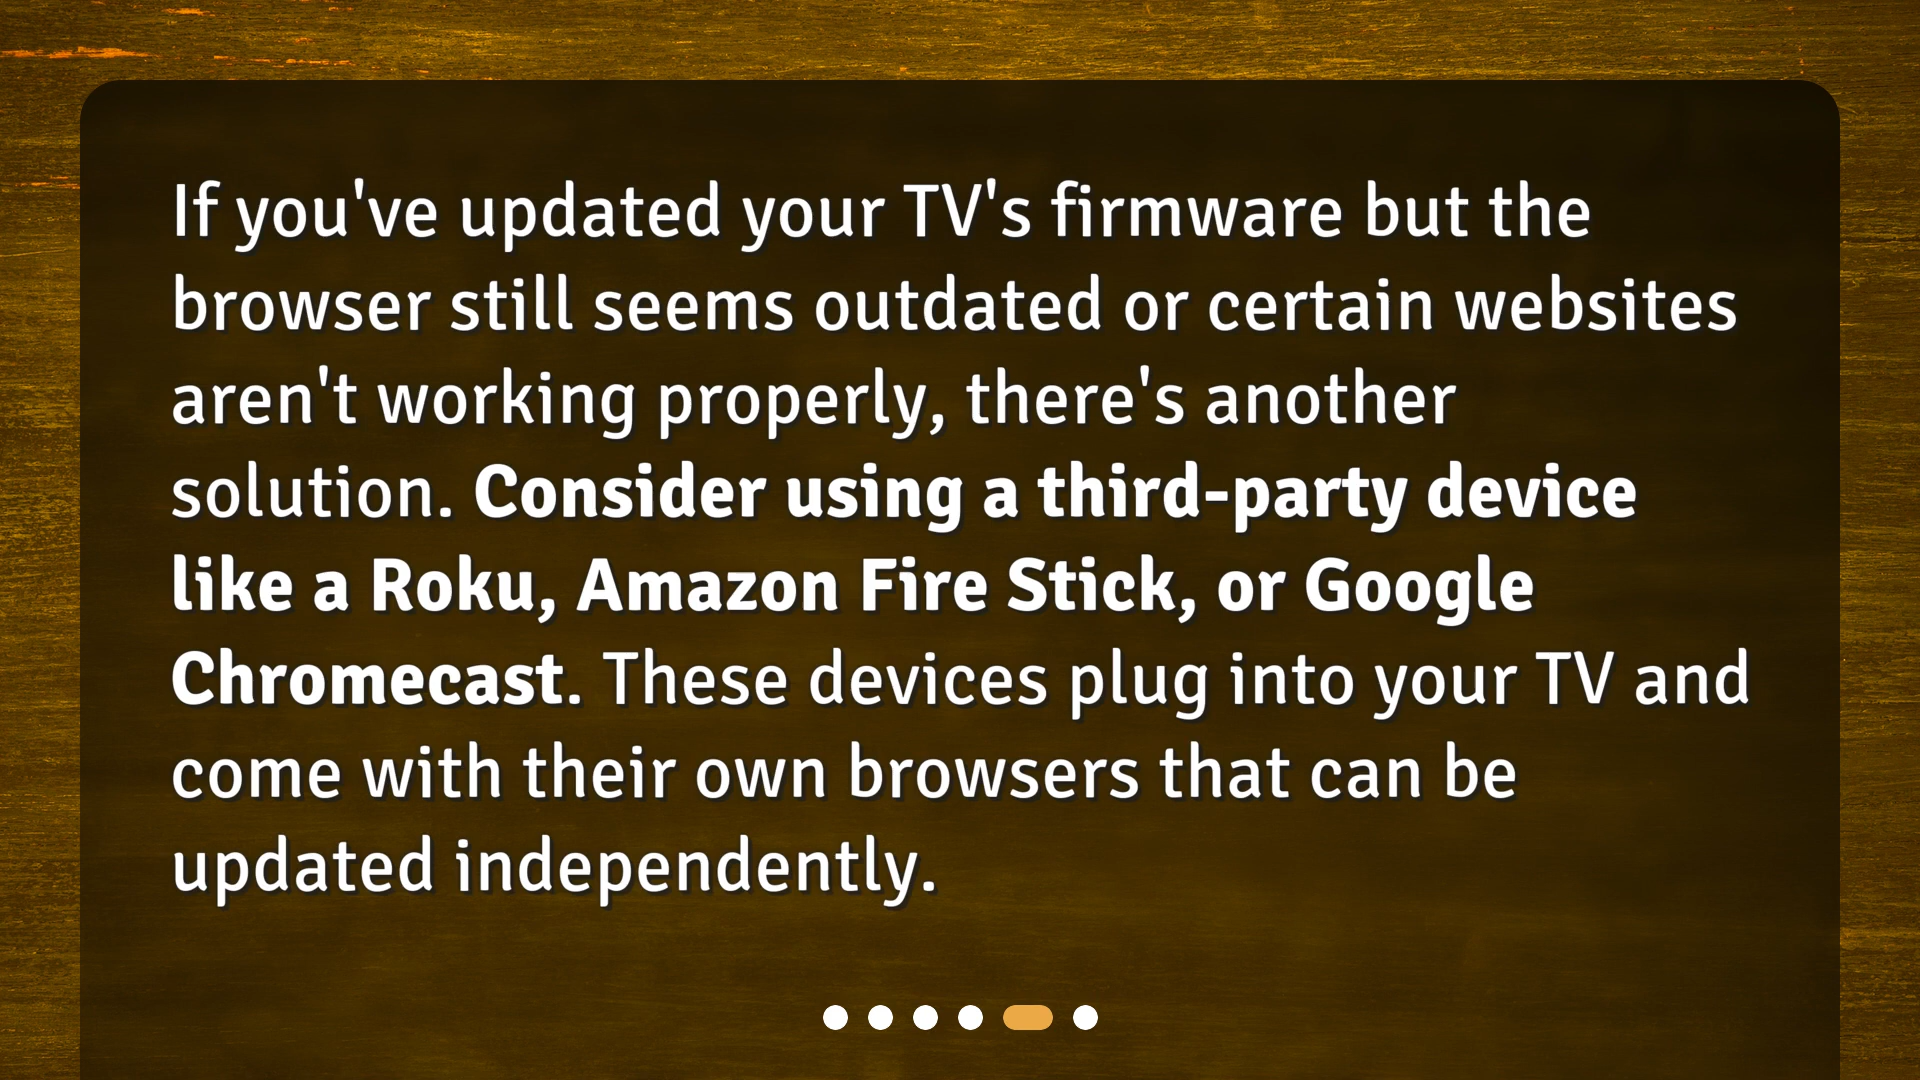 If you've updated your TV's firmware but the
browser still seems outdated or certain websites
aren't working properly, there's another
solution. Consider using a third-party device
like a Roku, Amazon Fire Stick, or Google
Chromecast. These devices plug into your TV and
come with their own browsers that can be
updated independently.